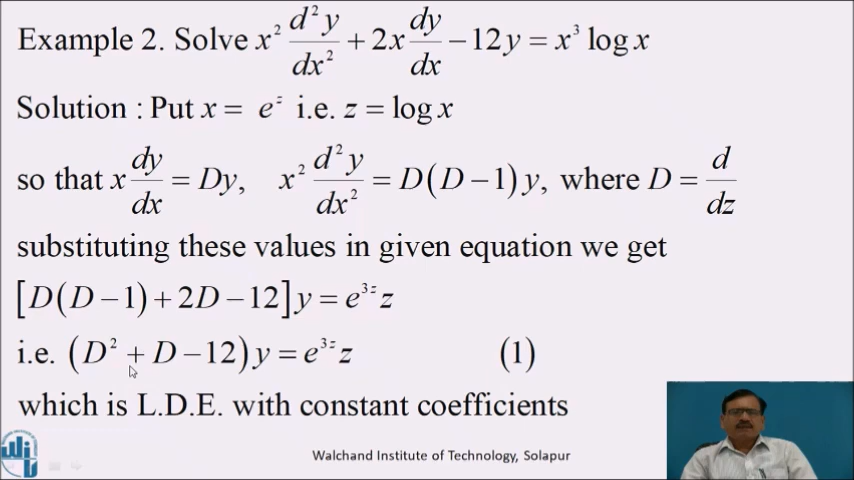 Example 2. Solve x² d²y/dx² + 2x dy/dx − 12y = x³ log x
Solution : Put x = e^z i.e. z = log x
so that x dy/dx = Dy, x² d²y/dx² = D(D − 1)y, where D = d/dz
substituting these values in given equation we get
[D(D − 1) + 2D − 12]y = e^{3z} z
i.e. (D² + D − 12)y = e^{3z} z (1)
which is L.D.E. with constant coefficients
Walchand Institute of Technology, Solapur